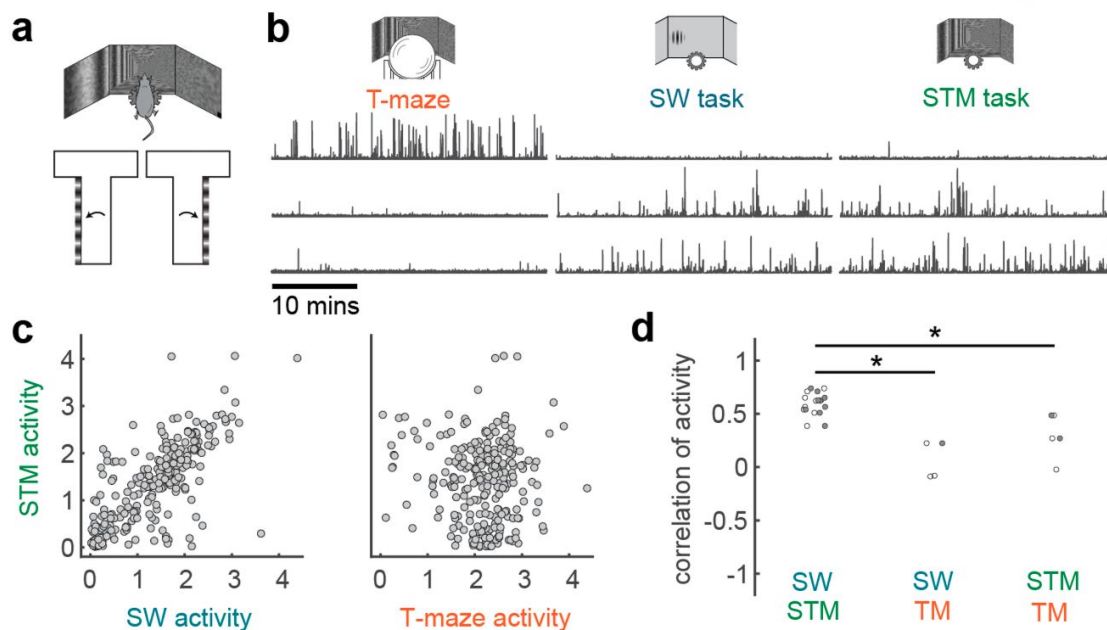 a
b
T-maze
SW task
STM task
10 mins
c
STM activity
4
3
2
1
0
0 1 2 3 4
SW activity
0 1 2 3 4
T-maze activity
d
correlation of activity
1
0.5
0
-0.5
-1
*
*
SW SW STM
STM TM TM